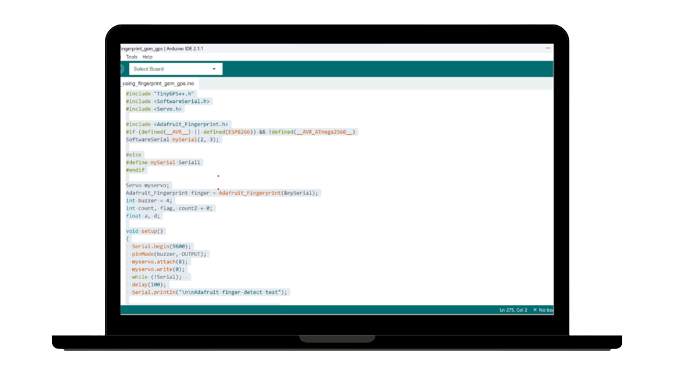 ingerprint_gsm_gps | Arduino IDE 2.1.1
Tools Help
Select Board
using_fingerprint_gsm_gps.ino
#include "TinyGPS++.h"
#include <SoftwareSerial.h>
#include <Servo.h>
#include <Adafruit_Fingerprint.h>
#if (defined(__AVR__) || defined(ESP8266)) && !defined(__AVR_ATmega2560__)
SoftwareSerial mySerial(2, 3);
#else
#define mySerial Serial1
#endif
Servo myservo;
Adafruit_Fingerprint finger = Adafruit_Fingerprint(&mySerial);
int buzzer = 4;
int count, flag, count2 = 0;
float a, d;
void setup()
{
Serial.begin(9600);
pinMode(buzzer, OUTPUT);
myservo.attach(8);
myservo.write(0);
while (!Serial);
delay(100);
Serial.println("\n\nAdafruit finger detect test");
Ln 275, Col 2 × No boa